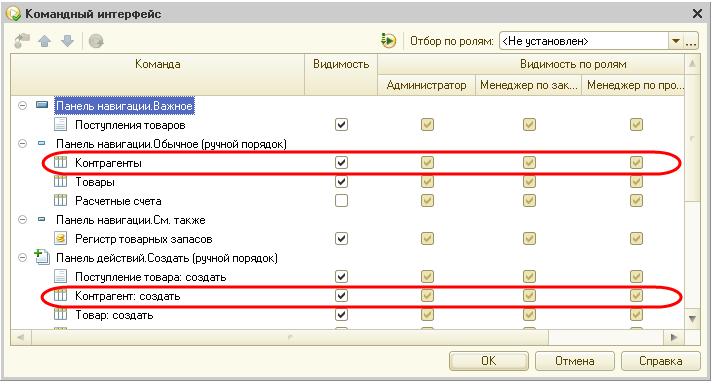 Командный интерфейс
Отбор по ролям: <Не установлен>
Команда Видимость Видимость по ролям
Администратор Менеджер по зак... Менеджер по про...
Панель навигации.Важное
Поступления товаров
Панель навигации.Обычное (ручной порядок)
Контрагенты
Товары
Расчетные счета
Панель навигации.См. также
Регистр товарных запасов
Панель действий.Создать (ручной порядок)
Поступление товара: создать
Контрагент: создать
Товар: создать
OK Отмена Справка